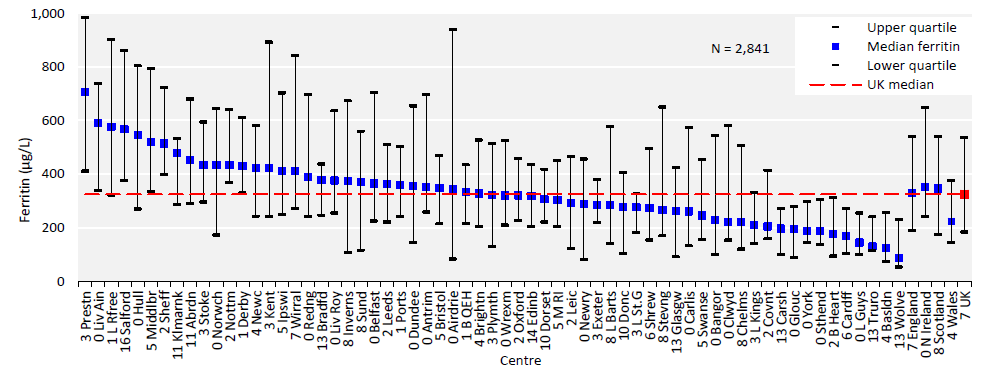 1,000
800
600
400
200
0
Ferritin (µg/L)
N = 2,841
Upper quartile
Median ferritin
Lower quartile
UK median
3 Prestn
0 Liv Ain
1 L Rfree
16 Salford
0 Hull
5 Middlbr
2 Sheff
11 Klmarnk
11 Abrdn
3 Stoke
0 Norwch
2 Nottm
1 Derby
4 Newc
3 Kent
5 Ipswi
7 Wirral
0 Redng
13 Bradfd
0 Liv Roy
8 Inverns
8 Sund
0 Belfast
2 Leeds
1 Ports
0 Dundee
0 Antrim
5 Bristol
0 Airdrie
1 B QEH
4 Brightn
3 Plymth
0 Wrexm
2 Oxford
14 Edinb
10 Dorset
5 M RI
2 Leic
0 Newry
3 Exeter
8 L Barts
10 Donc
3 L St.G
6 Shrew
8 Stevng
13 Glasgw
0 Carlis
5 Swanse
0 Bangor
0 Clwyd
8 Chelms
3 L Kings
2 Covnt
13 Carsh
0 Glouc
0 York
0 Sthend
2 B Heart
6 Cardff
0 L Guys
13 Truro
4 Basldn
13 Wolve
7 England
0 N Ireland
8 Scotland
4 Wales
7 UK
Centre